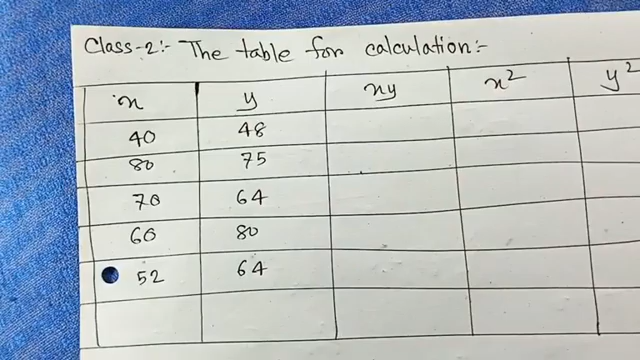 Class-2:- The table for calculation:-
x y xy x² y²
40 48
80 75
70 64
60 80
52 64